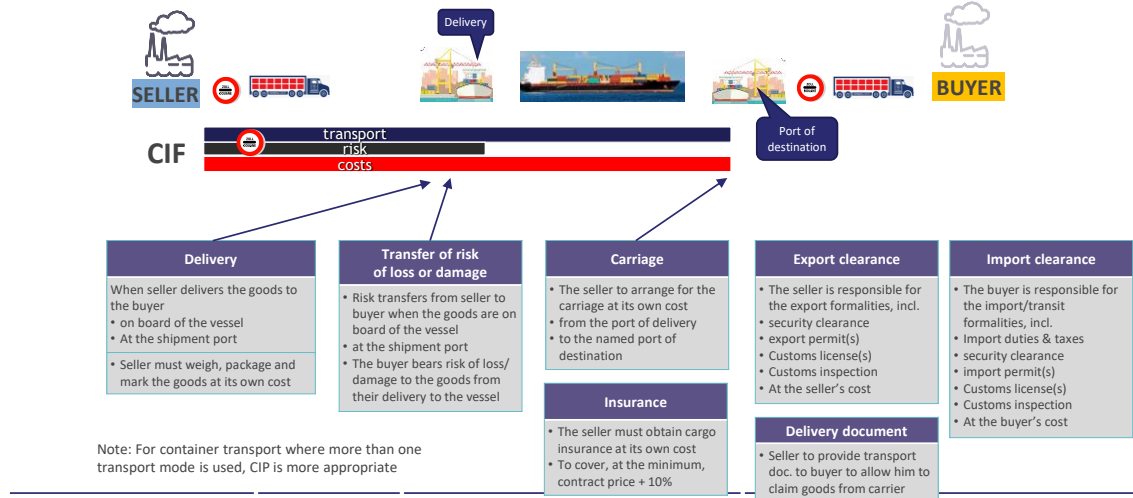 Delivery
SELLER
BUYER
Port of
destination
CIF
transport
risk
costs
Delivery
When seller delivers the goods to
the buyer
• on board of the vessel
• At the shipment port
• Seller must weigh, package and
mark the goods at its own cost
Transfer of risk
of loss or damage
• Risk transfers from seller to
buyer when the goods are on
board of the vessel
• at the shipment port
• The buyer bears risk of loss/
damage to the goods from
their delivery to the vessel
Carriage
• The seller to arrange for the
carriage at its own cost
• from the port of delivery
• to the named port of
destination
Insurance
• The seller must obtain cargo
insurance at its own cost
• To cover, at the minimum,
contract price + 10%
Export clearance
• The seller is responsible for
the export formalities, incl.
• security clearance
• export permit(s)
• Customs license(s)
• Customs inspection
• At the seller's cost
Delivery document
• Seller to provide transport
doc. to buyer to allow him to
claim goods from carrier
Import clearance
• The buyer is responsible for
the import/transit
formalities, incl.
• Import duties & taxes
• security clearance
• import permit(s)
• Customs license(s)
• Customs inspection
• At the buyer's cost
Note: For container transport where more than one
transport mode is used, CIP is more appropriate